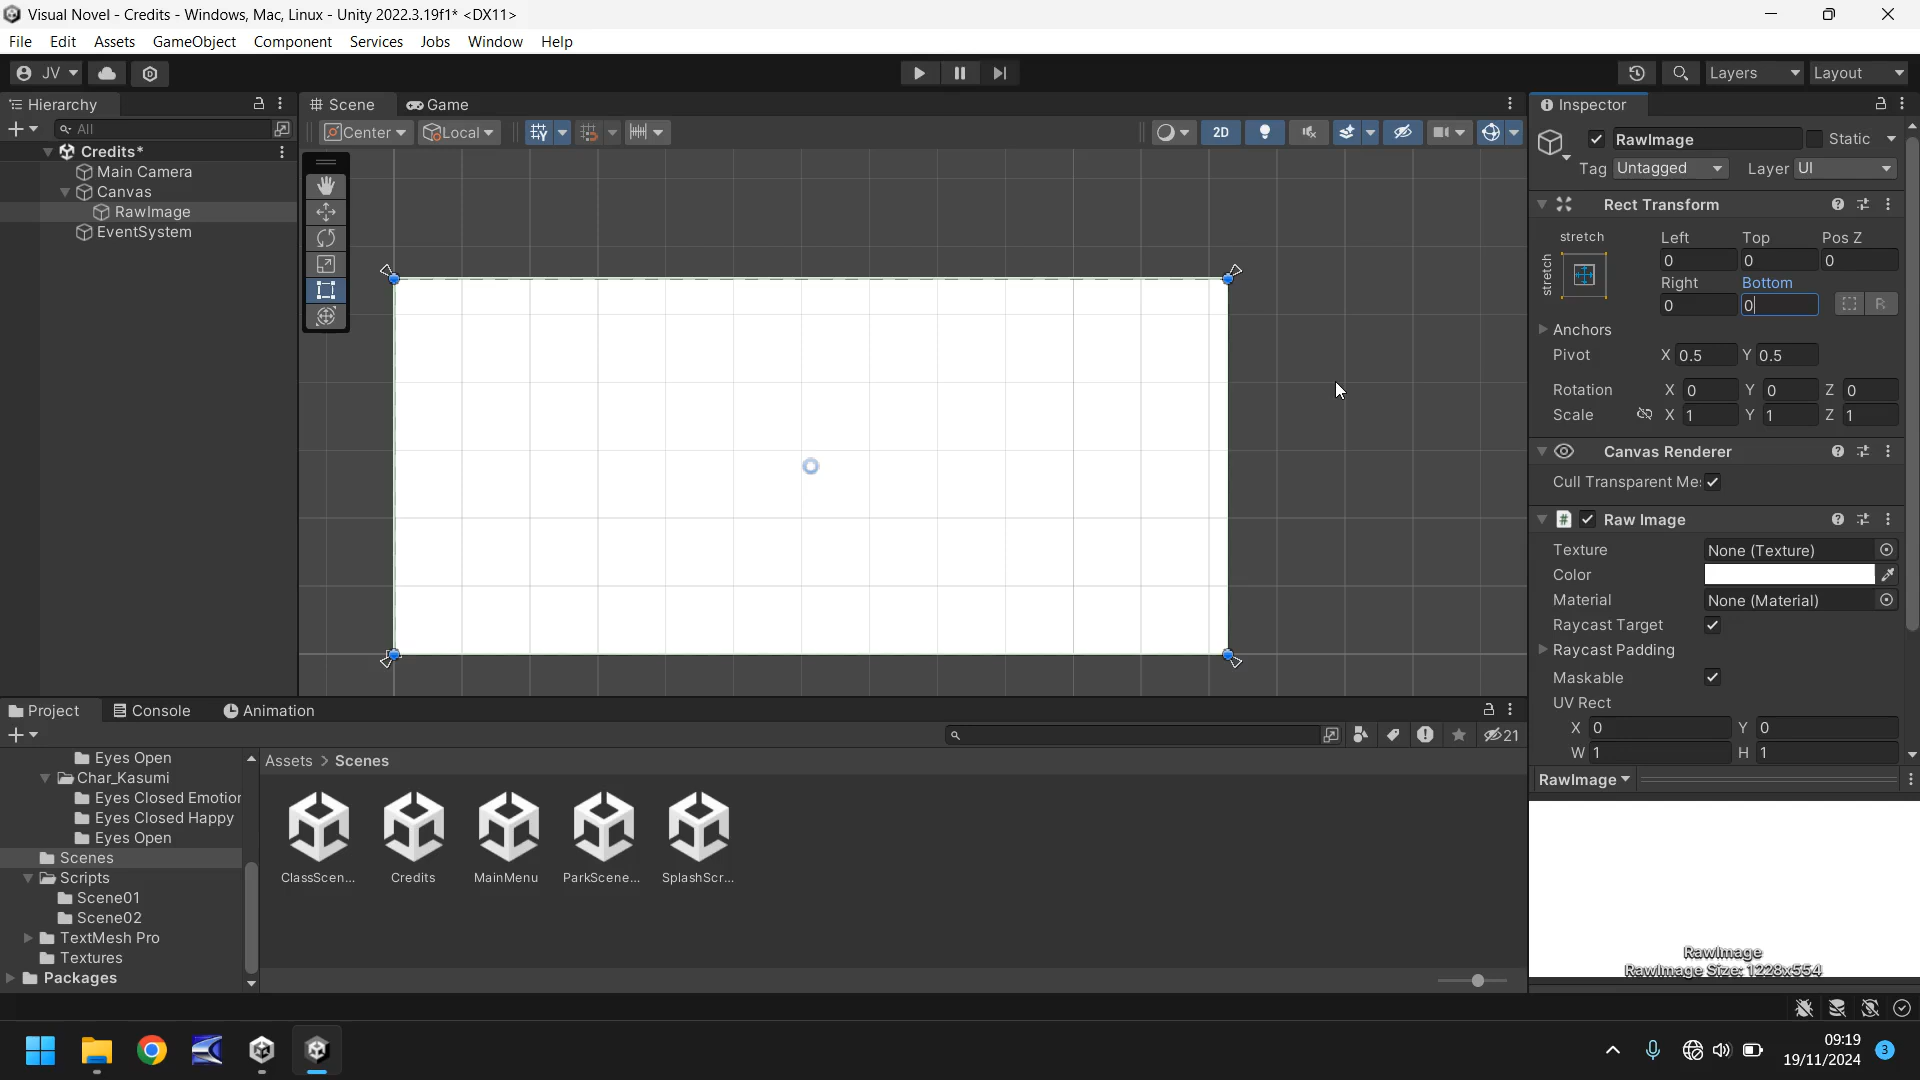 Visual Novel - Credits - Windows, Mac, Linux - Unity 2022.3.19f1* <DX11>
File Edit Assets GameObject Component Services Jobs Window Help
JV Layers Layout
Hierarchy
All
Credits*
Main Camera
Canvas
RawImage
EventSystem
Scene Game
Center Local 2D
Inspector
RawImage Static
Tag Untagged Layer UI
Rect Transform
stretch
stretch
Left Top Pos Z
0 0 0
Right Bottom
0 0 R
Anchors
Pivot X 0.5 Y 0.5
Rotation X 0 Y 0 Z 0
Scale X 1 Y 1 Z 1
Canvas Renderer
Cull Transparent Me:
# Raw Image
Texture None (Texture)
Color
Material None (Material)
Raycast Target
Raycast Padding
Maskable
UV Rect
X 0 Y 0
W 1 H 1
RawImage
RawImage
RawImage Size: 1228x554
Project Console Animation
21
Eyes Open
Char_Kasumi
Eyes Closed Emotior
Eyes Closed Happy
Eyes Open
Scenes
Scripts
Scene01
Scene02
TextMesh Pro
Textures
Packages
Assets > Scenes
ClassScen... Credits MainMenu ParkScene... SplashScr...
09:19
19/11/2024
3